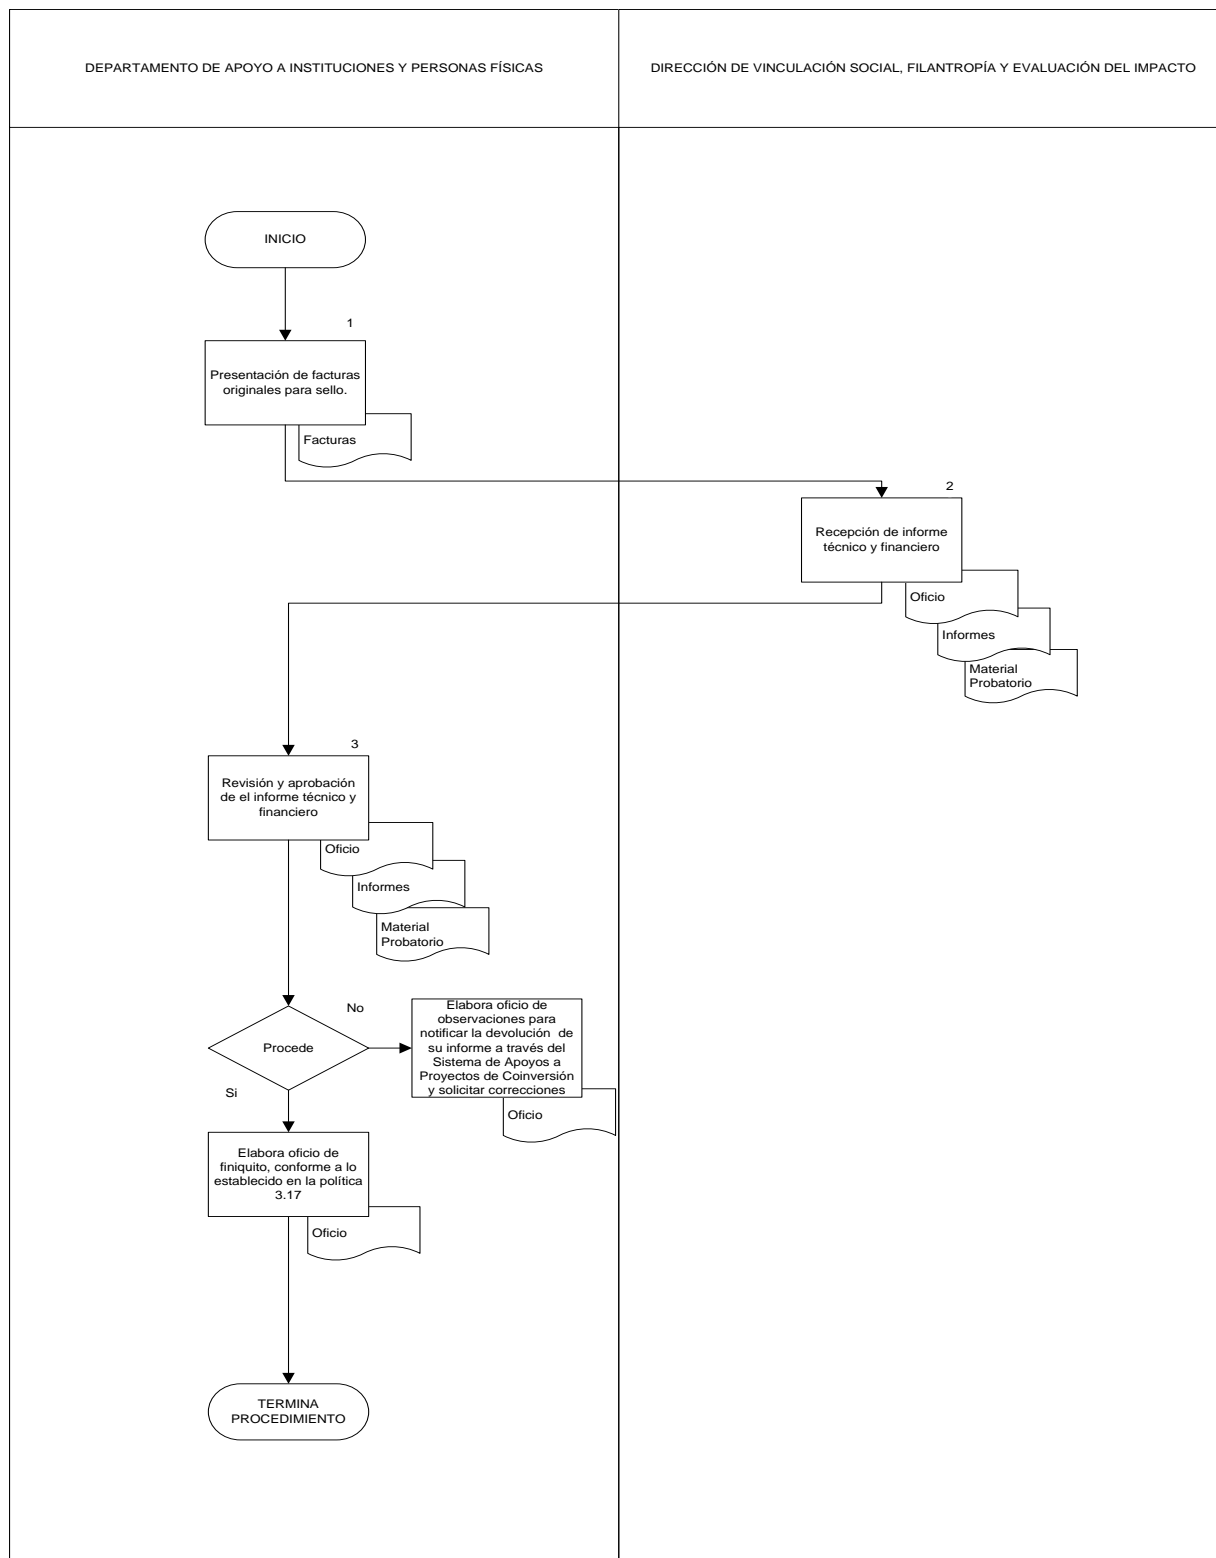 DEPARTAMENTO DE APOYO A INSTITUCIONES Y PERSONAS FÍSICAS
DIRECCIÓN DE VINCULACIÓN SOCIAL, FILANTROPÍA Y EVALUACIÓN DEL IMPACTO
INICIO
1
Presentación de facturas
originales para sello.
Facturas
2
Recepción de informe
técnico y financiero
Oficio
Informes
Material
Probatorio
3
Revisión y aprobación
de el informe técnico y
financiero
Oficio
Informes
Material
Probatorio
Procede
No
Elabora oficio de
observaciones para
notificar la devolución de
su informe a través del
Sistema de Apoyos a
Proyectos de Coinversión
y solicitar correcciones
Oficio
Si
Elabora oficio de
finiquito, conforme a lo
establecido en la política
3.17
Oficio
TERMINA
PROCEDIMIENTO